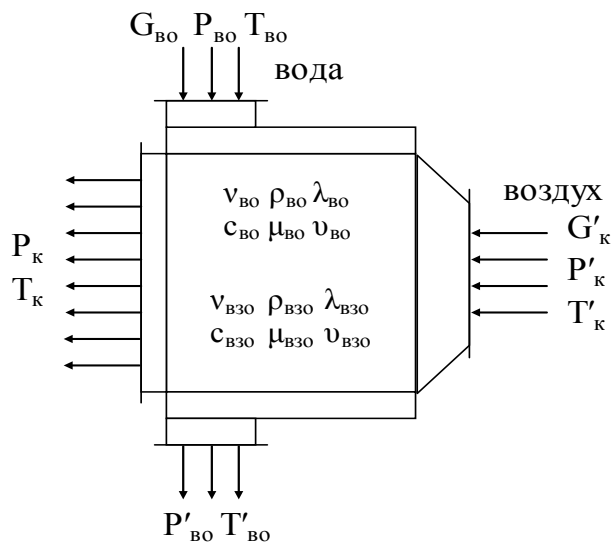 Gво Pво Tво
вода
νво ρво λво
cво μво υво
воздух
G′к
Pк
P′к
Tк
T′к
νвзо ρвзо λвзо
cвзо μвзо υвзо
P′во T′во